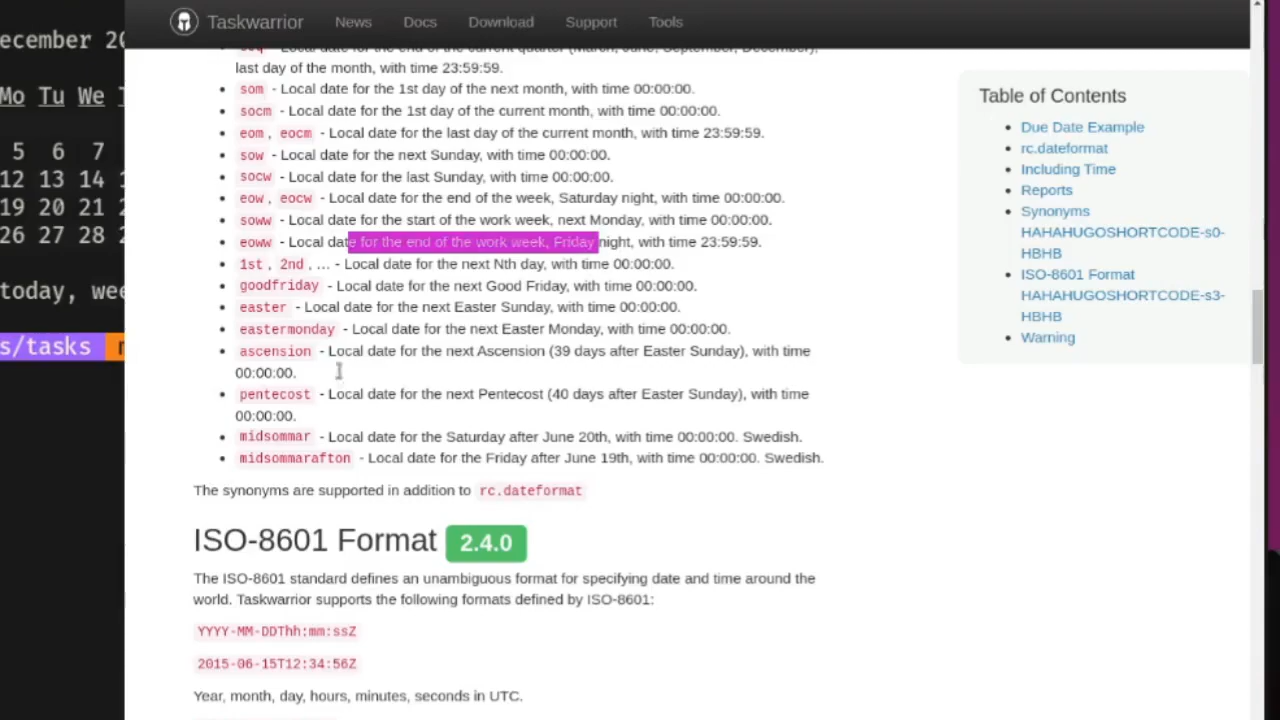 Taskwarrior News Docs Download Support Tools
ecember 20
Mo Tu We T
5 6 7
12 13 14 1
19 20 21 2
26 27 28 2
today, wee
s/tasks
- Local date for the end of the current quarter (March, June, September, December),
last day of the month, with time 23:59:59.
• som - Local date for the 1st day of the next month, with time 00:00:00.
• socm - Local date for the 1st day of the current month, with time 00:00:00.
• eom , eocm - Local date for the last day of the current month, with time 23:59:59.
• sow - Local date for the next Sunday, with time 00:00:00.
• socw - Local date for the last Sunday, with time 00:00:00.
• eow , eocw - Local date for the end of the week, Saturday night, with time 00:00:00.
• soww - Local date for the start of the work week, next Monday, with time 00:00:00.
• eoww - Local date for the end of the work week, Friday night, with time 23:59:59.
• 1st , 2nd , … - Local date for the next Nth day, with time 00:00:00.
• goodfriday - Local date for the next Good Friday, with time 00:00:00.
• easter - Local date for the next Easter Sunday, with time 00:00:00.
• eastermonday - Local date for the next Easter Monday, with time 00:00:00.
• ascension - Local date for the next Ascension (39 days after Easter Sunday), with time
00:00:00.
• pentecost - Local date for the next Pentecost (40 days after Easter Sunday), with time
00:00:00.
• midsommar - Local date for the Saturday after June 20th, with time 00:00:00. Swedish.
• midsommarafton - Local date for the Friday after June 19th, with time 00:00:00. Swedish.
The synonyms are supported in addition to rc.dateformat
ISO-8601 Format 2.4.0
The ISO-8601 standard defines an unambiguous format for specifying date and time around the
world. Taskwarrior supports the following formats defined by ISO-8601:
YYYY-MM-DDThh:mm:ssZ
2015-06-15T12:34:56Z
Year, month, day, hours, minutes, seconds in UTC.
Table of Contents
• Due Date Example
• rc.dateformat
• Including Time
• Reports
• Synonyms
HAHAHUGOSHORTCODE-s0-
HBHB
• ISO-8601 Format
HAHAHUGOSHORTCODE-s3-
HBHB
• Warning